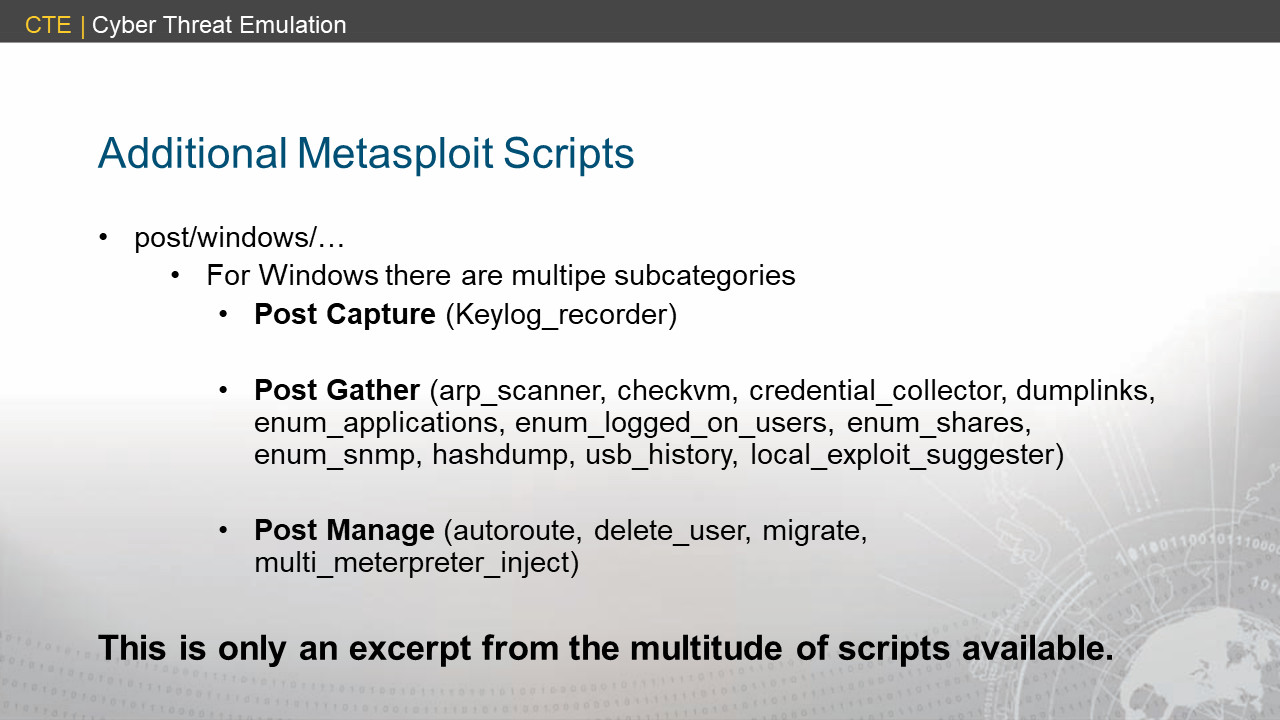 CTE | Cyber Threat Emulation
Additional Metasploit Scripts
• post/windows/…
• For Windows there are multipe subcategories
• Post Capture (Keylog_recorder)
• Post Gather (arp_scanner, checkvm, credential_collector, dumplinks,
enum_applications, enum_logged_on_users, enum_shares,
enum_snmp, hashdump, usb_history, local_exploit_suggester)
• Post Manage (autoroute, delete_user, migrate,
multi_meterpreter_inject)
This is only an excerpt from the multitude of scripts available.